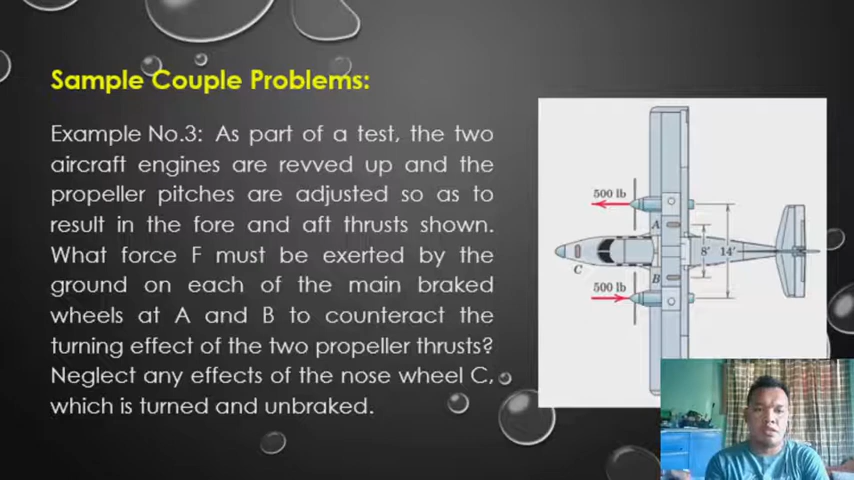 Sample Couple Problems:
Example No.3: As part of a test, the two
aircraft engines are revved up and the
propeller pitches are adjusted so as to
result in the fore and aft thrusts shown.
What force F must be exerted by the
ground on each of the main braked
wheels at A and B to counteract the
turning effect of the two propeller thrusts?
Neglect any effects of the nose wheel C,
which is turned and unbraked.
500 lb
A
8'
14'
C
B
500 lb